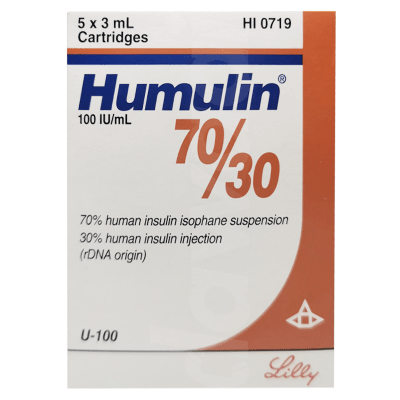 5 x 3 mL
Cartridges
HI 0719
Humulin®
100 IU/mL
70/30
70% human insulin isophane suspension
30% human insulin injection
(rDNA origin)
U-100
Lilly